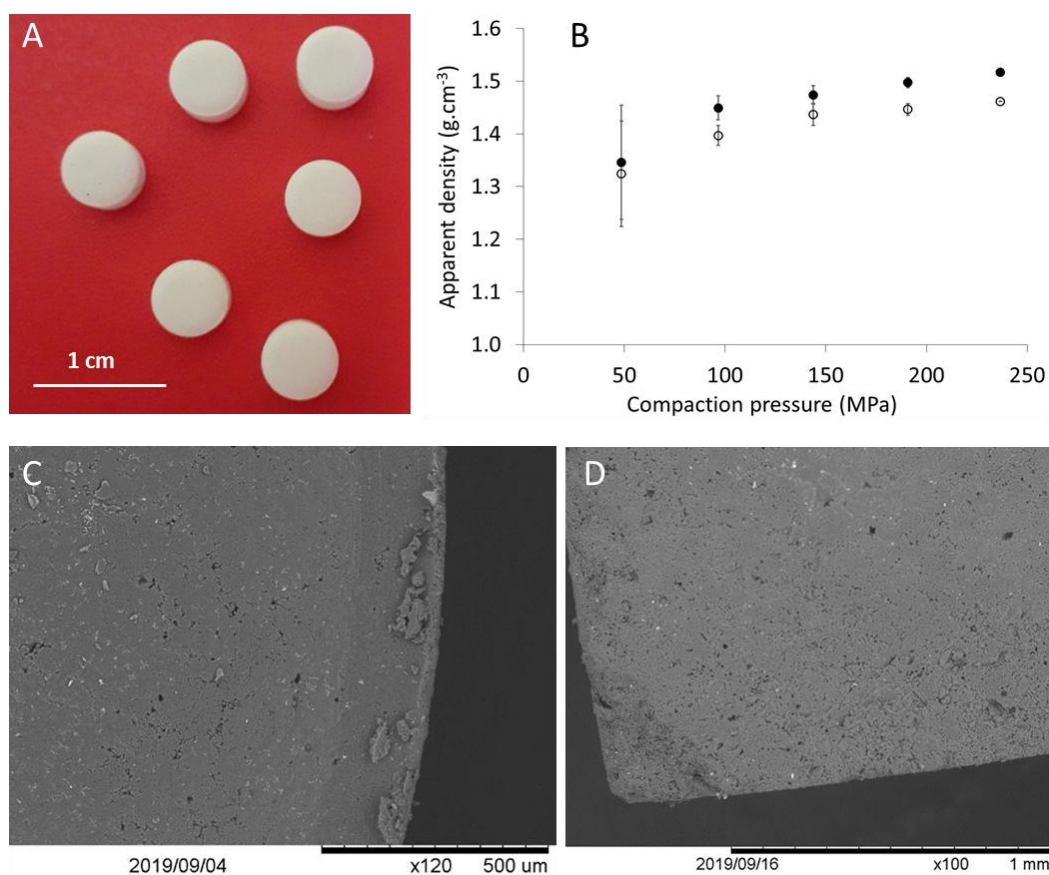 A
1 cm
B
Apparent density (g.cm-3)
1.6
1.5
1.4
1.3
1.2
1.1
1.0
0 50 100 150 200 250
Compaction pressure (MPa)
C
2019/09/04 x120 500 um
D
2019/09/16 x100 1 mm